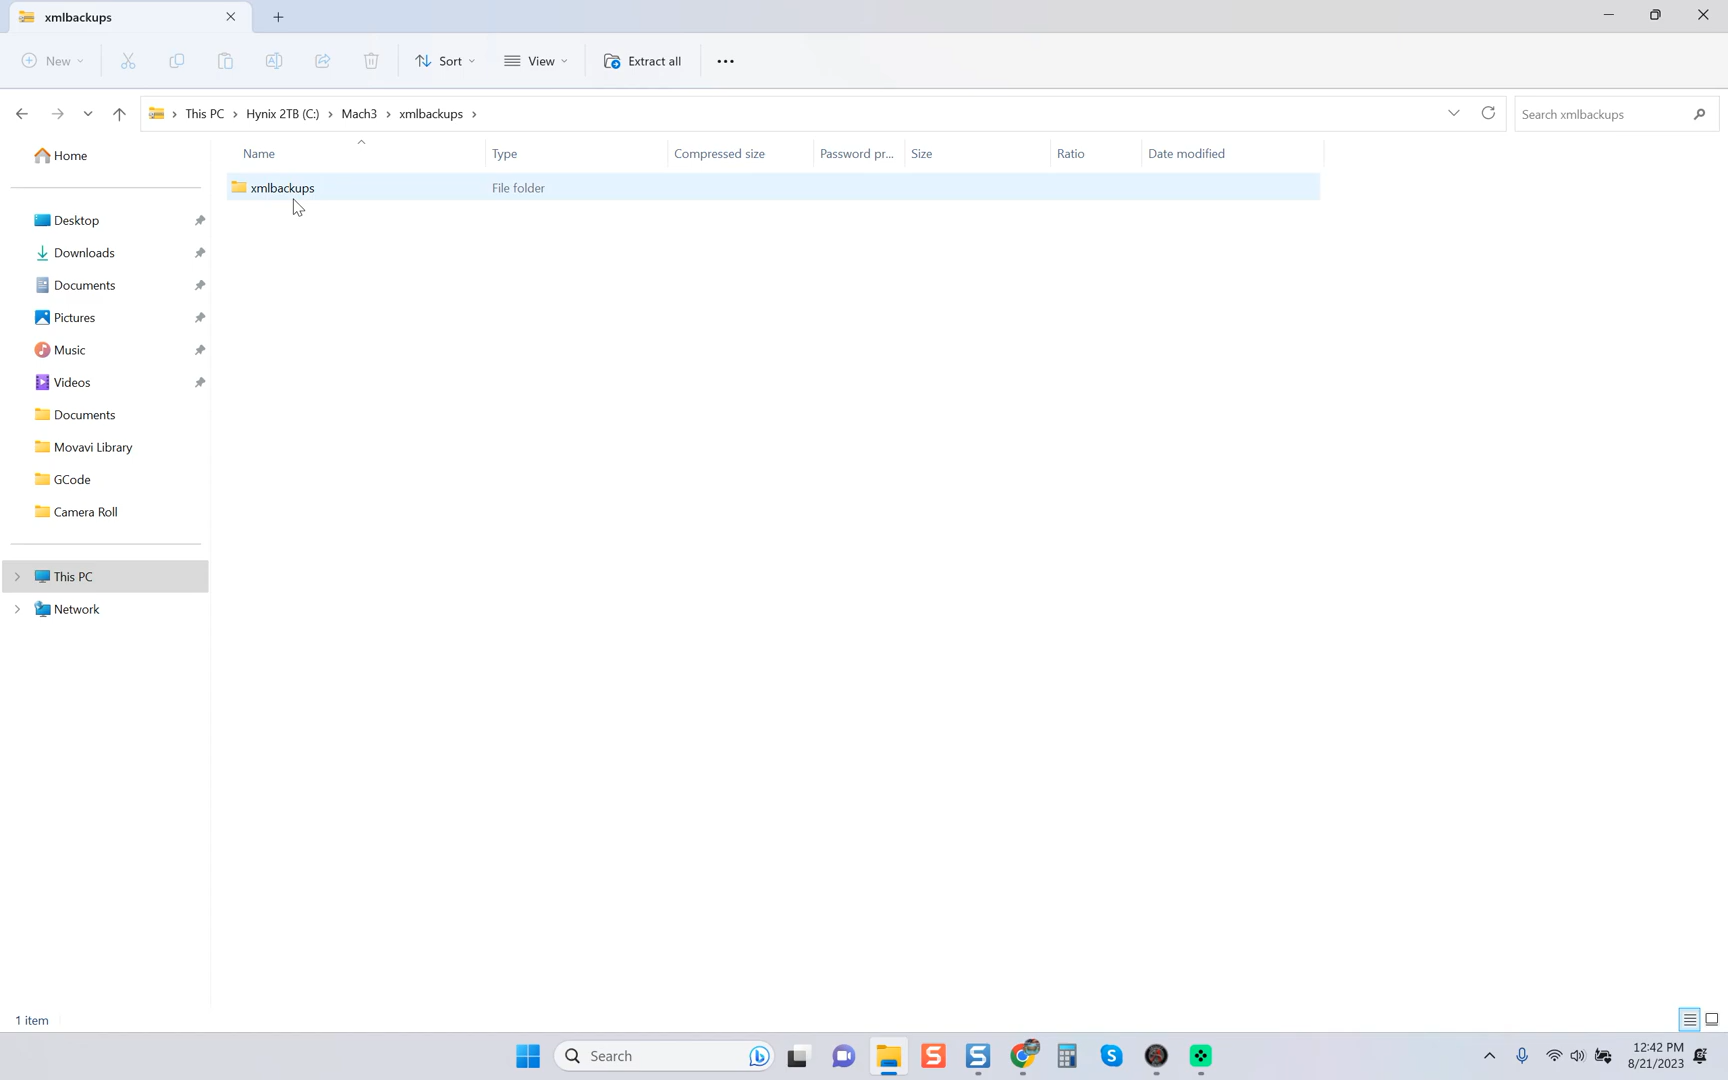 xmlbackups
New
Sort
View
Extract all
This PC
Hynix 2TB (C:)
Mach3
xmlbackups
Search xmlbackups
Home
Name
Type
Compressed size
Password pr...
Size
Ratio
Date modified
xmlbackups
File folder
Desktop
Downloads
Documents
Pictures
Music
Videos
Documents
Movavi Library
GCode
Camera Roll
This PC
Network
1 item
Search
12:42 PM
8/21/2023